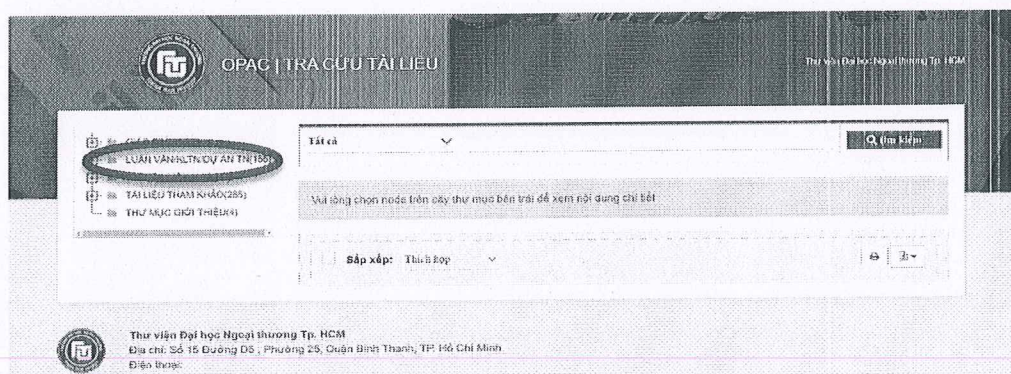 OPAC | TRA CỨU TÀI LIỆU
Thư viện Đại học Ngoại thương Tp. HCM
Tất cả
Tìm kiếm
LUẬN VĂN-KLTN-DỰ ÁN TN(155)
TÀI LIỆU THAM KHẢO(285)
THƯ MỤC GIỚI THIỆU(4)
Vui lòng chọn node trên cây thư mục bên trái để xem nội dung chi tiết
Sắp xếp: Thích hợp
Thư viện Đại học Ngoại thương Tp. HCM
Địa chỉ: Số 15 Đường D5 , Phường 25, Quận Bình Thạnh, TP. Hồ Chí Minh
Điện thoại: